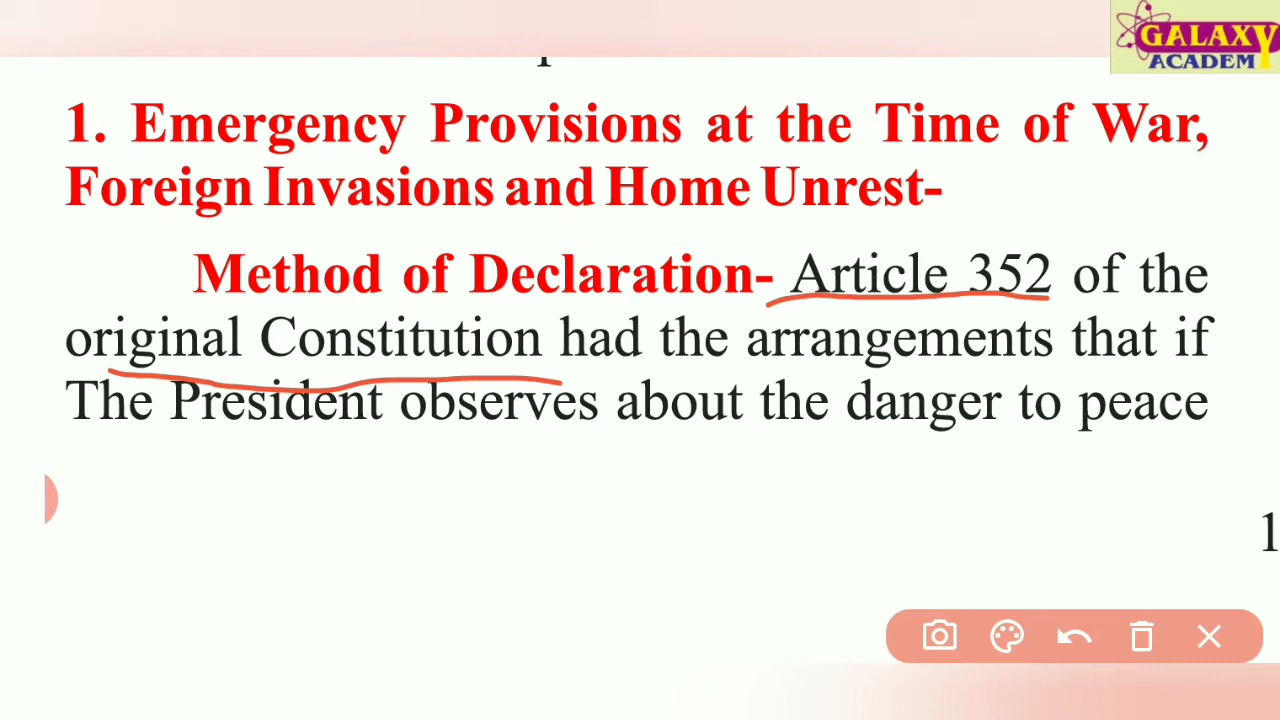 GALAXY
ACADEMY
1. Emergency Provisions at the Time of War,
Foreign Invasions and Home Unrest-
Method of Declaration- Article 352 of the
original Constitution had the arrangements that if
The President observes about the danger to peace
1